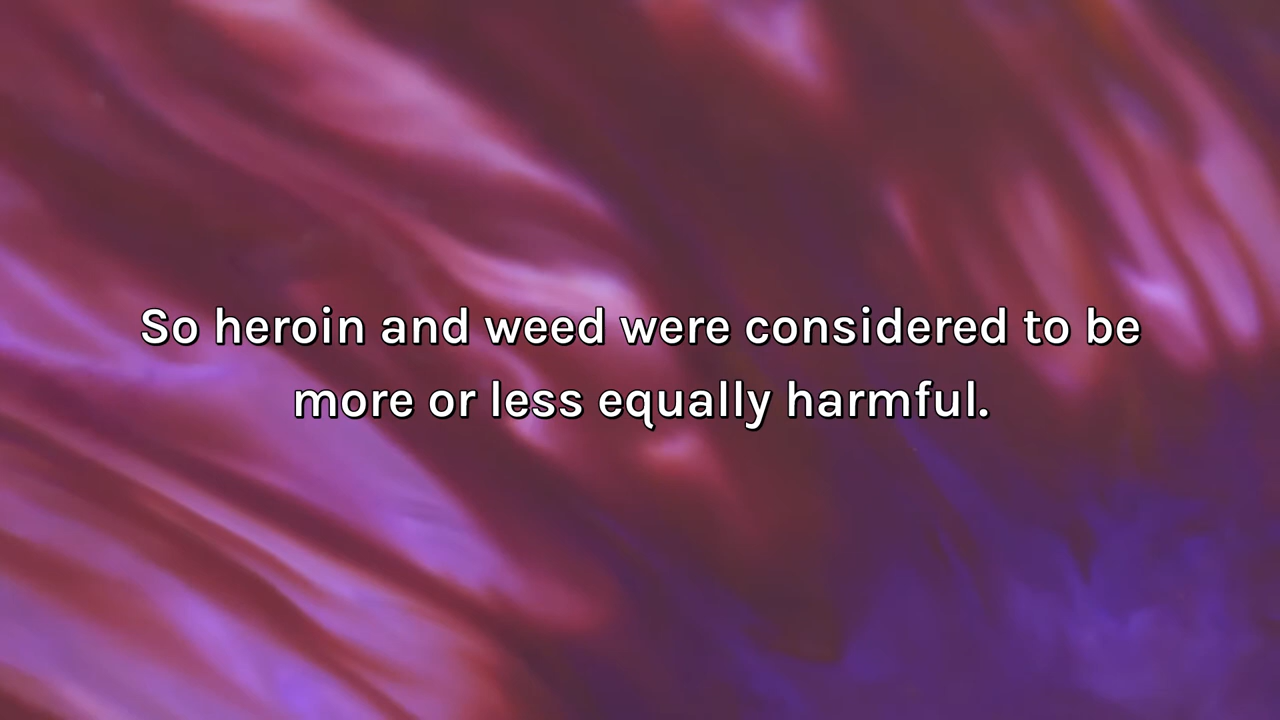 So heroin and weed were considered to be
more or less equally harmful.